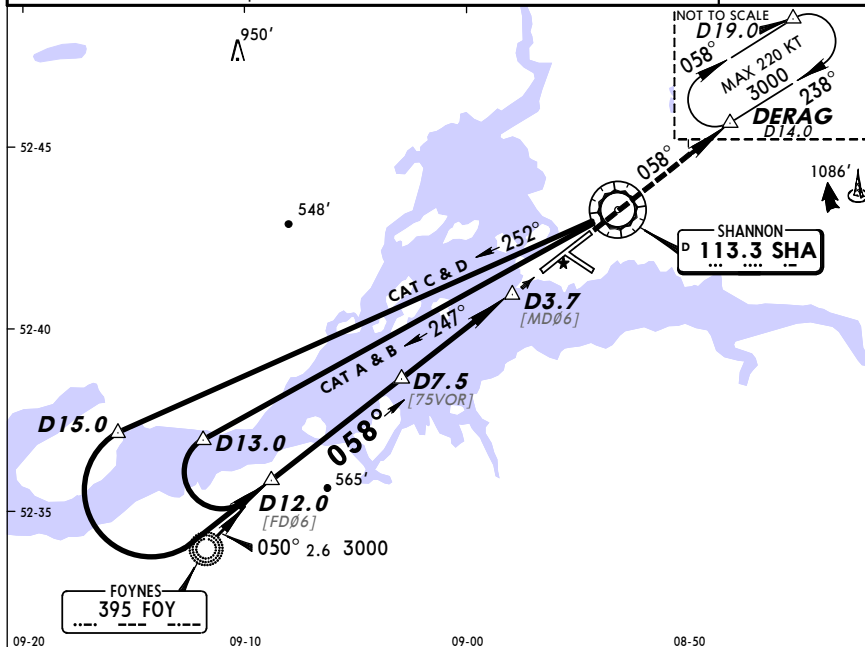 950'
NOT TO SCALE
D19.0
058°
MAX 220 KT
3000
238°
DERAG
D14.0
52-45
058°
1086'
548'
252°
SHANNON
D 113.3 SHA
CAT C & D
D3.7
[MDØ6]
52-40
247°
CAT A & B
D7.5
[75VOR]
D15.0
D13.0
058°
565'
D12.0
[FDØ6]
52-35
050° 2.6 3000
FOYNES
395 FOY
09-20
09-10
09-00
08-50